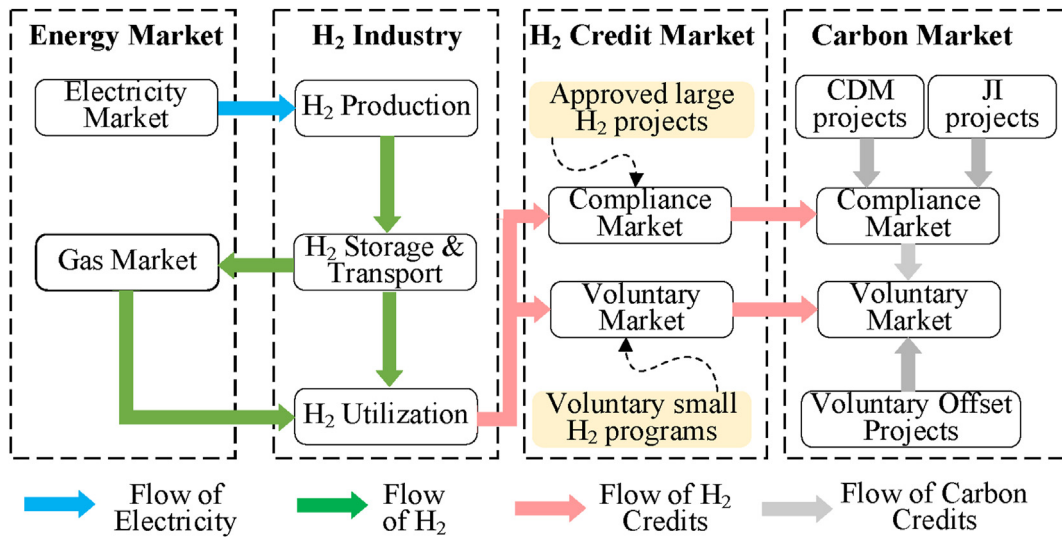 Energy Market
H₂ Industry
H₂ Credit Market
Carbon Market
Electricity
Market
Gas Market
H₂ Production
H₂ Storage &
Transport
H₂ Utilization
Approved large
H₂ projects
Compliance
Market
Voluntary
Market
Voluntary small
H₂ programs
CDM
projects
JI
projects
Compliance
Market
Voluntary
Market
Voluntary Offset
Projects
Flow of
Electricity
Flow
of H₂
Flow of H₂
Credits
Flow of Carbon
Credits